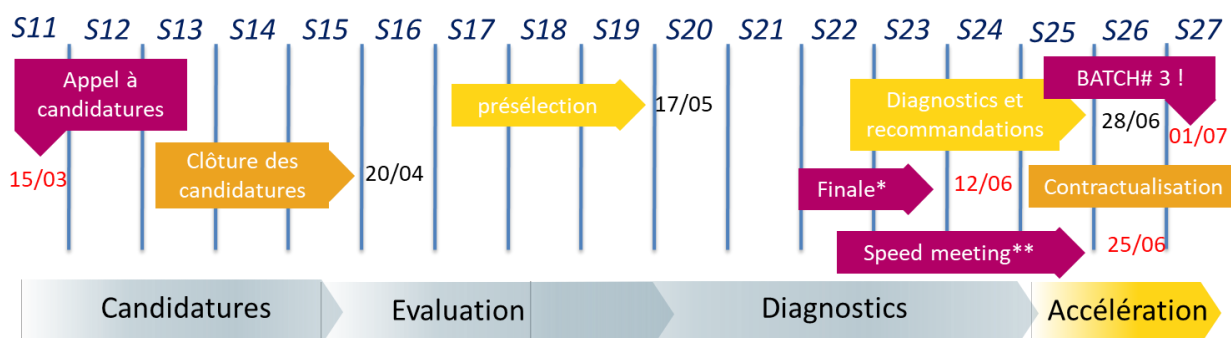 S11 S12 S13 S14 S15 S16 S17 S18 S19 S20 S21 S22 S23 S24 S25 S26 S27
Appel à
candidatures
15/03
Clôture des
candidatures
20/04
présélection
17/05
Diagnostics et
recommandations
28/06
BATCH# 3 !
01/07
Finale*
12/06
Contractualisation
Speed meeting**
25/06
Candidatures
Evaluation
Diagnostics
Accélération